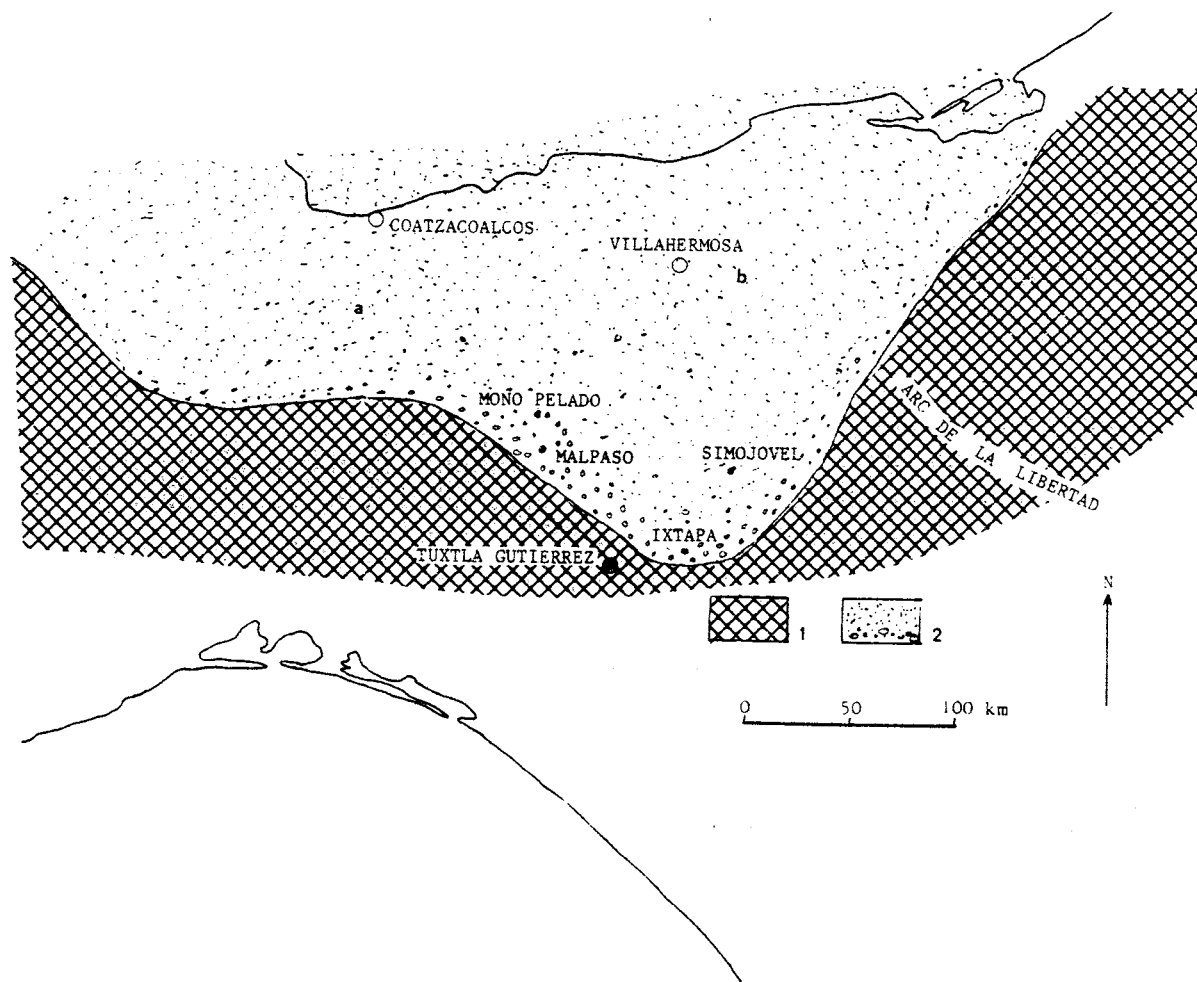 COATZACOALCOS
VILLAHERMOSA
b
a
MONO PELADO
MALPASO
SIMOJOVEL
ARC DE LA LIBERTAD
IXTAPA
TUXTLA GUTIERREZ
1
2
N
0 50 100 km